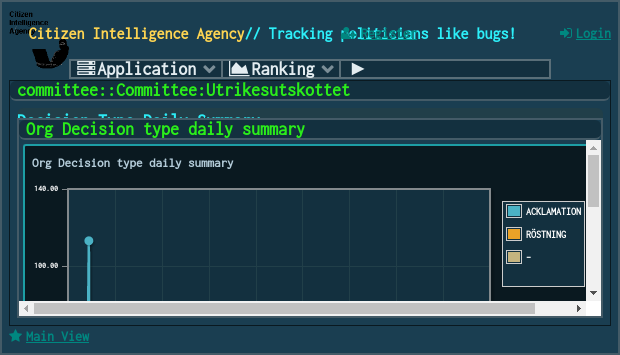 Citizen
Intelligence
Agency
Citizen Intelligence Agency// Tracking politicians like bugs!
Login
Application
Ranking
committee::Committee:Utrikesutskottet
Decision Type Daily Summary
Org Decision type daily summary
Org Decision type daily summary
140.00
100.00
ACKLAMATION
RÖSTNING
-
Main View